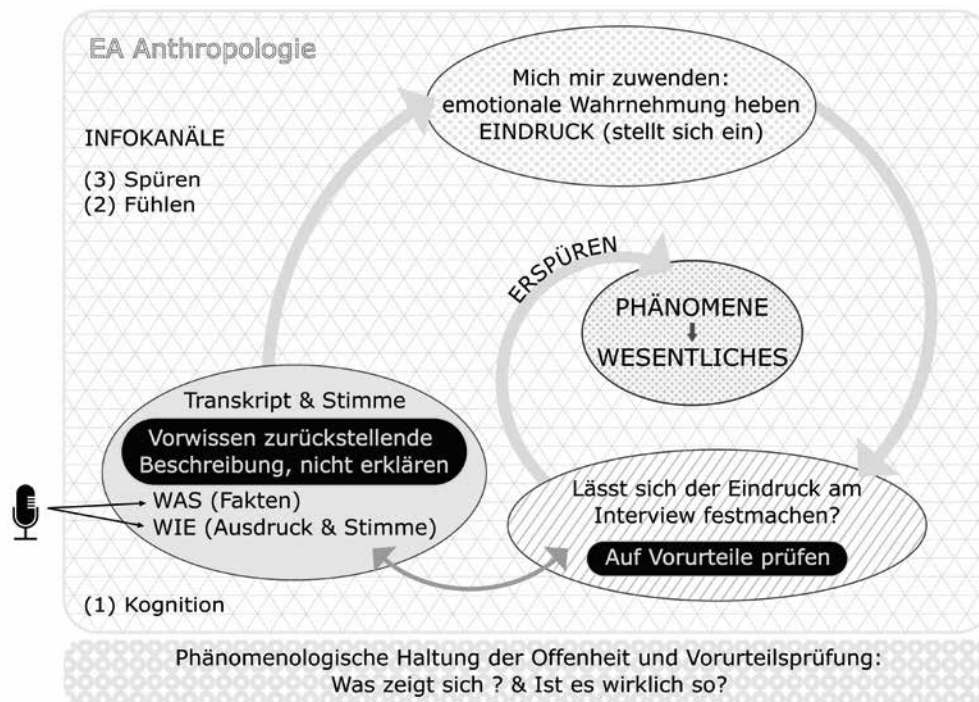 EA Anthropologie
Mich mir zuwenden:
emotionale Wahrnehmung heben
EINDRUCK (stellt sich ein)
INFOKANÄLE
(3) Spüren
(2) Fühlen
ERSPÜREN
PHÄNOMENE
WESENTLICHES
Transkript & Stimme
Vorwissen zurückstellende
Beschreibung, nicht erklären
WAS (Fakten)
WIE (Ausdruck & Stimme)
Lässt sich der Eindruck am
Interview festmachen?
Auf Vorurteile prüfen
(1) Kognition
Phänomenologische Haltung der Offenheit und Vorurteilsprüfung:
Was zeigt sich ? & Ist es wirklich so?